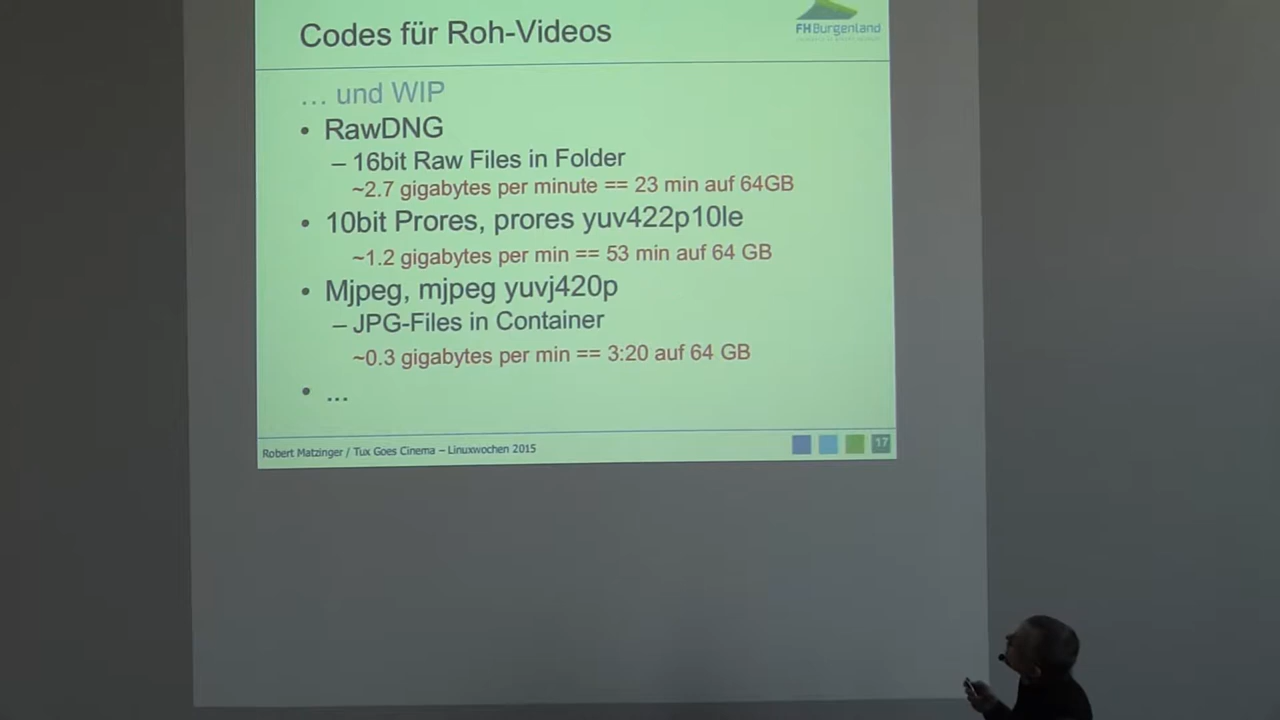 Codes für Roh-Videos
FH Burgenland
... und WIP
• RawDNG
– 16bit Raw Files in Folder
~2.7 gigabytes per minute == 23 min auf 64GB
• 10bit Prores, prores yuv422p10le
~1.2 gigabytes per min == 53 min auf 64 GB
• Mjpeg, mjpeg yuvj420p
– JPG-Files in Container
~0.3 gigabytes per min == 3:20 auf 64 GB
• ...
Robert Matzinger / Tux Goes Cinema – Linuxwochen 2015
17